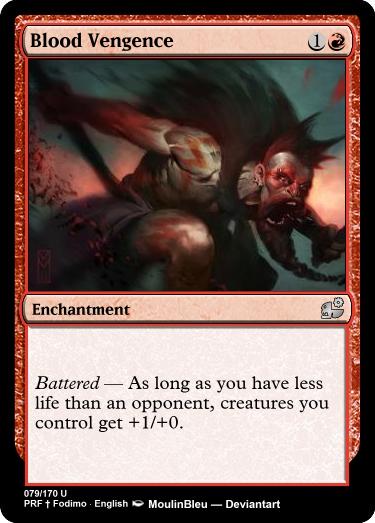 Blood Vengence 1
Enchantment
Battered — As long as you have less
life than an opponent, creatures you
control get +1/+0.
079/170 U
PRF † Fodimo · English MoulinBleu — Deviantart